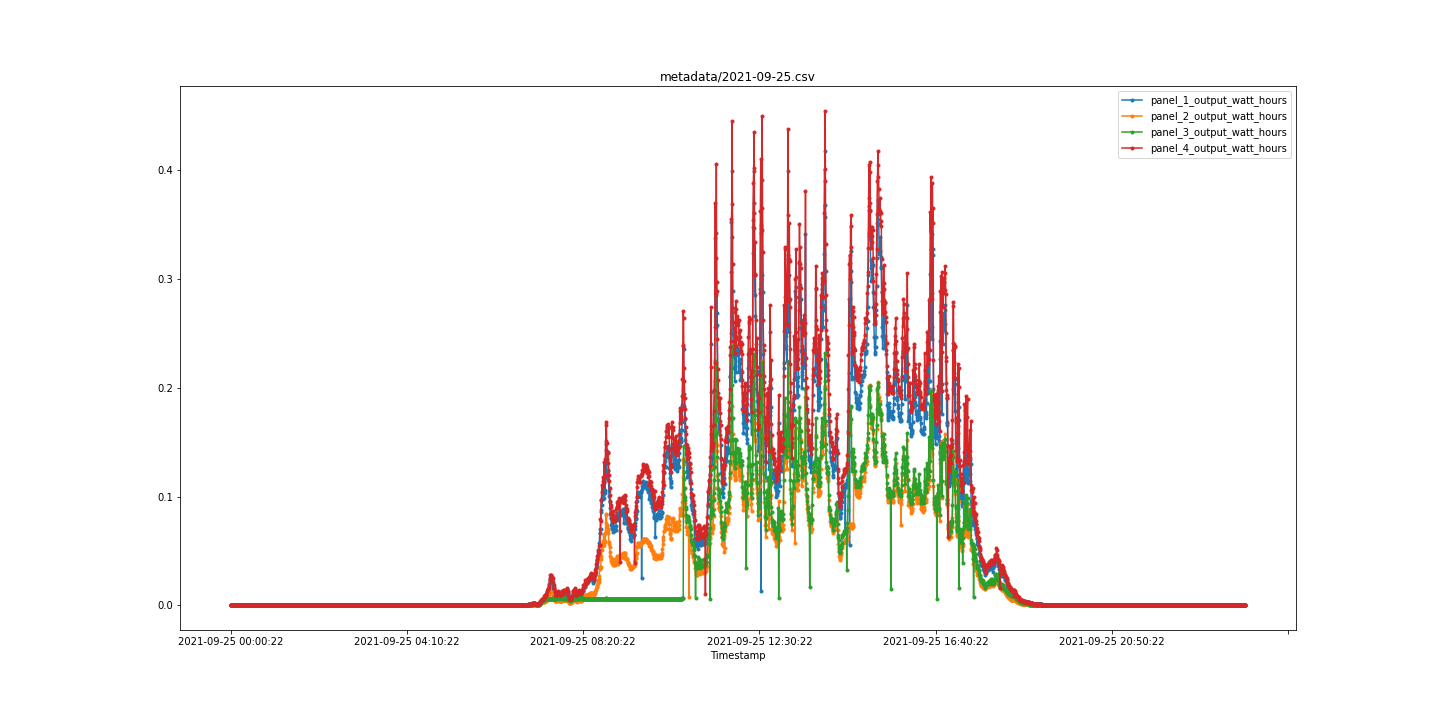 metadata/2021-09-25.csv
panel_1_output_watt_hours
panel_2_output_watt_hours
panel_3_output_watt_hours
panel_4_output_watt_hours
0.4
0.3
0.2
0.1
0.0
2021-09-25 00:00:22 2021-09-25 04:10:22 2021-09-25 08:20:22 2021-09-25 12:30:22 2021-09-25 16:40:22 2021-09-25 20:50:22
Timestamp